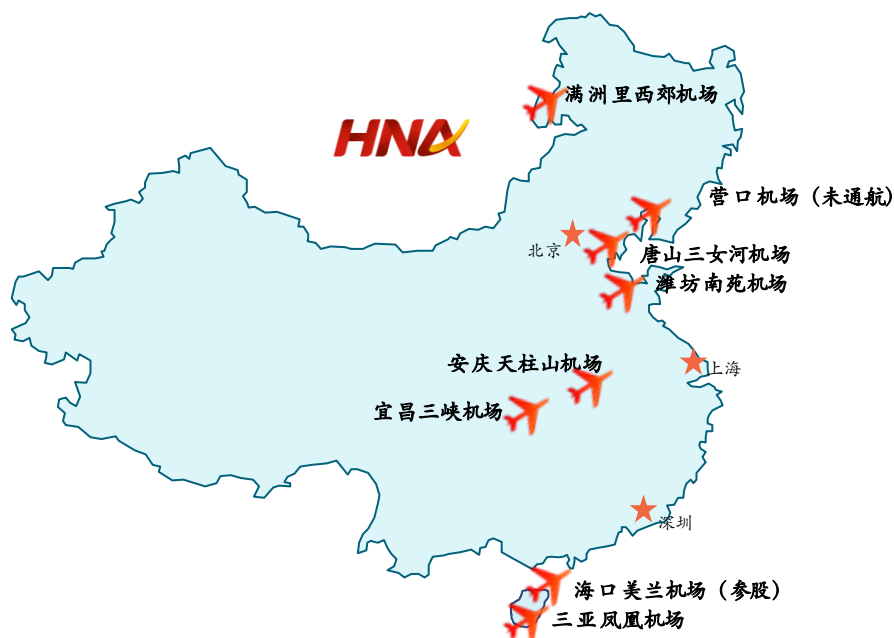 满洲里西郊机场
HNA
营口机场（未通航）
北京
唐山三女河机场
潍坊南苑机场
安庆天柱山机场
上海
宜昌三峡机场
深圳
海口美兰机场（参股）
三亚凤凰机场